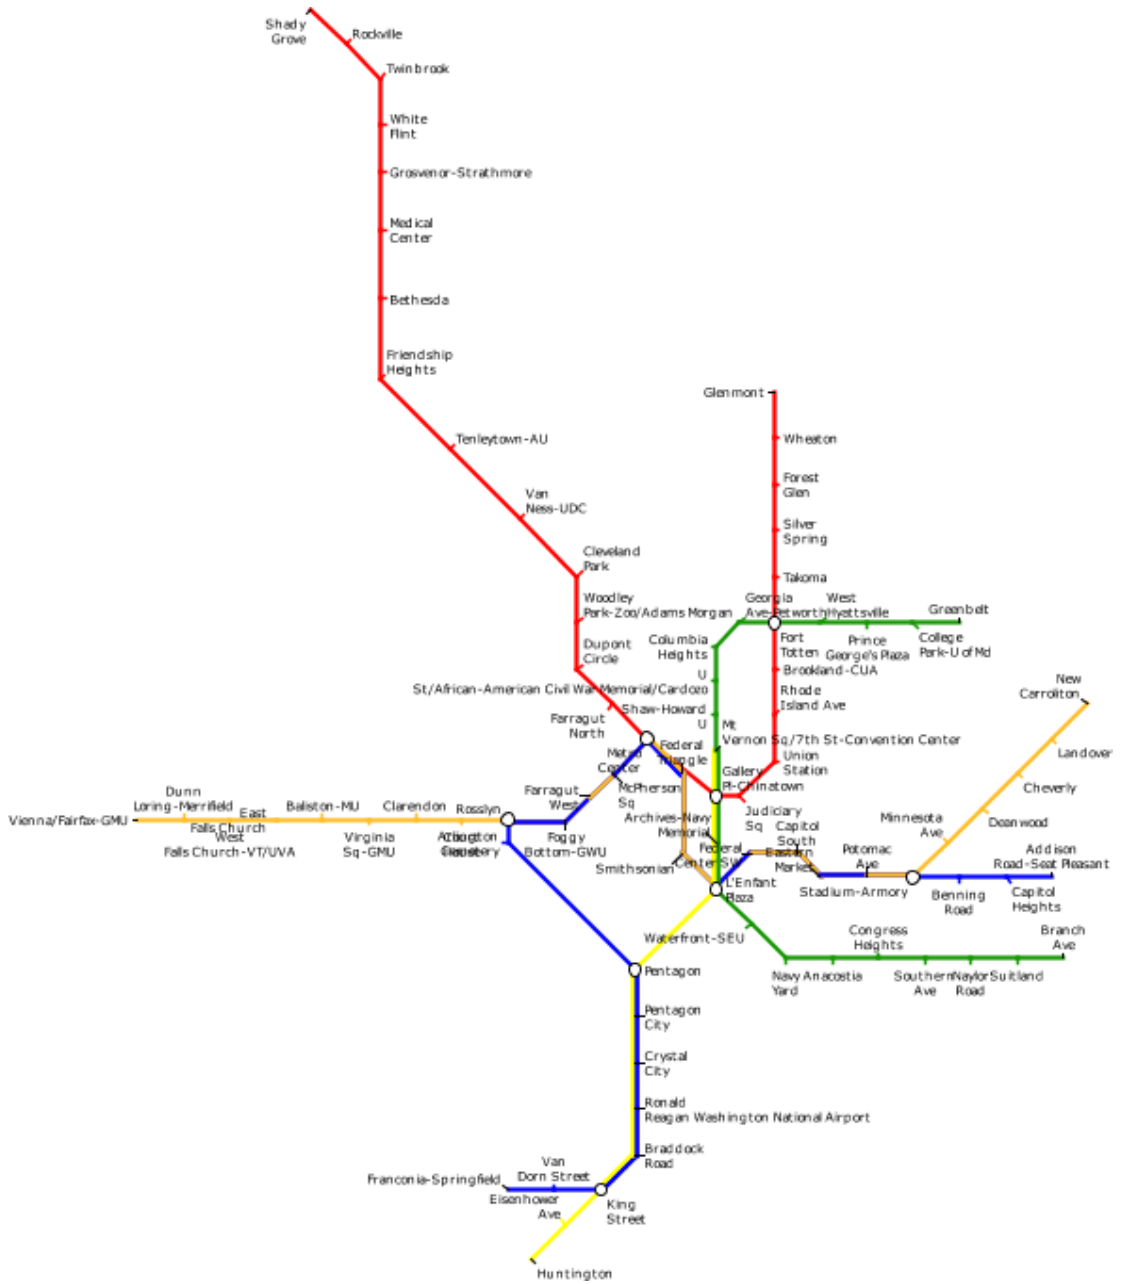 Shady
Grove
Rockville
Twinbrook
White
Flint
Grosvenor-Strathmore
Medical
Center
Bethesda
Friendship
Heights
Glenmont
Tenleytown-AU
Wheaton
Forest
Glen
Van
Ness-UDC
Silver
Spring
Cleveland
Park
Takoma
Woodley
Park-Zoo/Adams Morgan
Georgia
Ave-Petworth
West
Hyattsville
Greenbelt
Columbia
Heights
Fort
Totten
Prince
George's Plaza
College
Park-U of Md
Dupont
Circle
Brookland-CUA
U
St/African-American Civil War Memorial/Cardozo
Rhode
Island Ave
New
Carrollton
Shaw-Howard
U
Farragut
North
Mt
Vernon Sq/7th St-Convention Center
Metro
Center
Federal
Triangle
Union
Station
Landover
Gallery
Pl-Chinatown
Cheverly
Dunn
Loring-Merrifield
East
Falls Church
Ballston-MU
Clarendon
Rosslyn
Farragut
West
McPherson
Sq
Judiciary
Sq
Vienna/Fairfax-GMU
West
Falls Church-VT/UVA
Virginia
Sq-GMU
Arlington
Cemetery
Foggy
Bottom-GWU
Archives-Navy
Memorial
Capitol
South
Minnesota
Ave
Deanwood
Smithsonian
Federal
Center SW
Eastern
Market
Potomac
Ave
Addison
Road-Seat Pleasant
L'Enfant
Plaza
Stadium-Armory
Benning
Road
Capitol
Heights
Waterfront-SEU
Congress
Heights
Branch
Ave
Pentagon
Navy
Yard
Anacostia
Southern
Ave
Naylor
Road
Suitland
Pentagon
City
Crystal
City
Ronald
Reagan Washington National Airport
Braddock
Road
Van
Dorn Street
Franconia-Springfield
Eisenhower
Ave
King
Street
Huntington